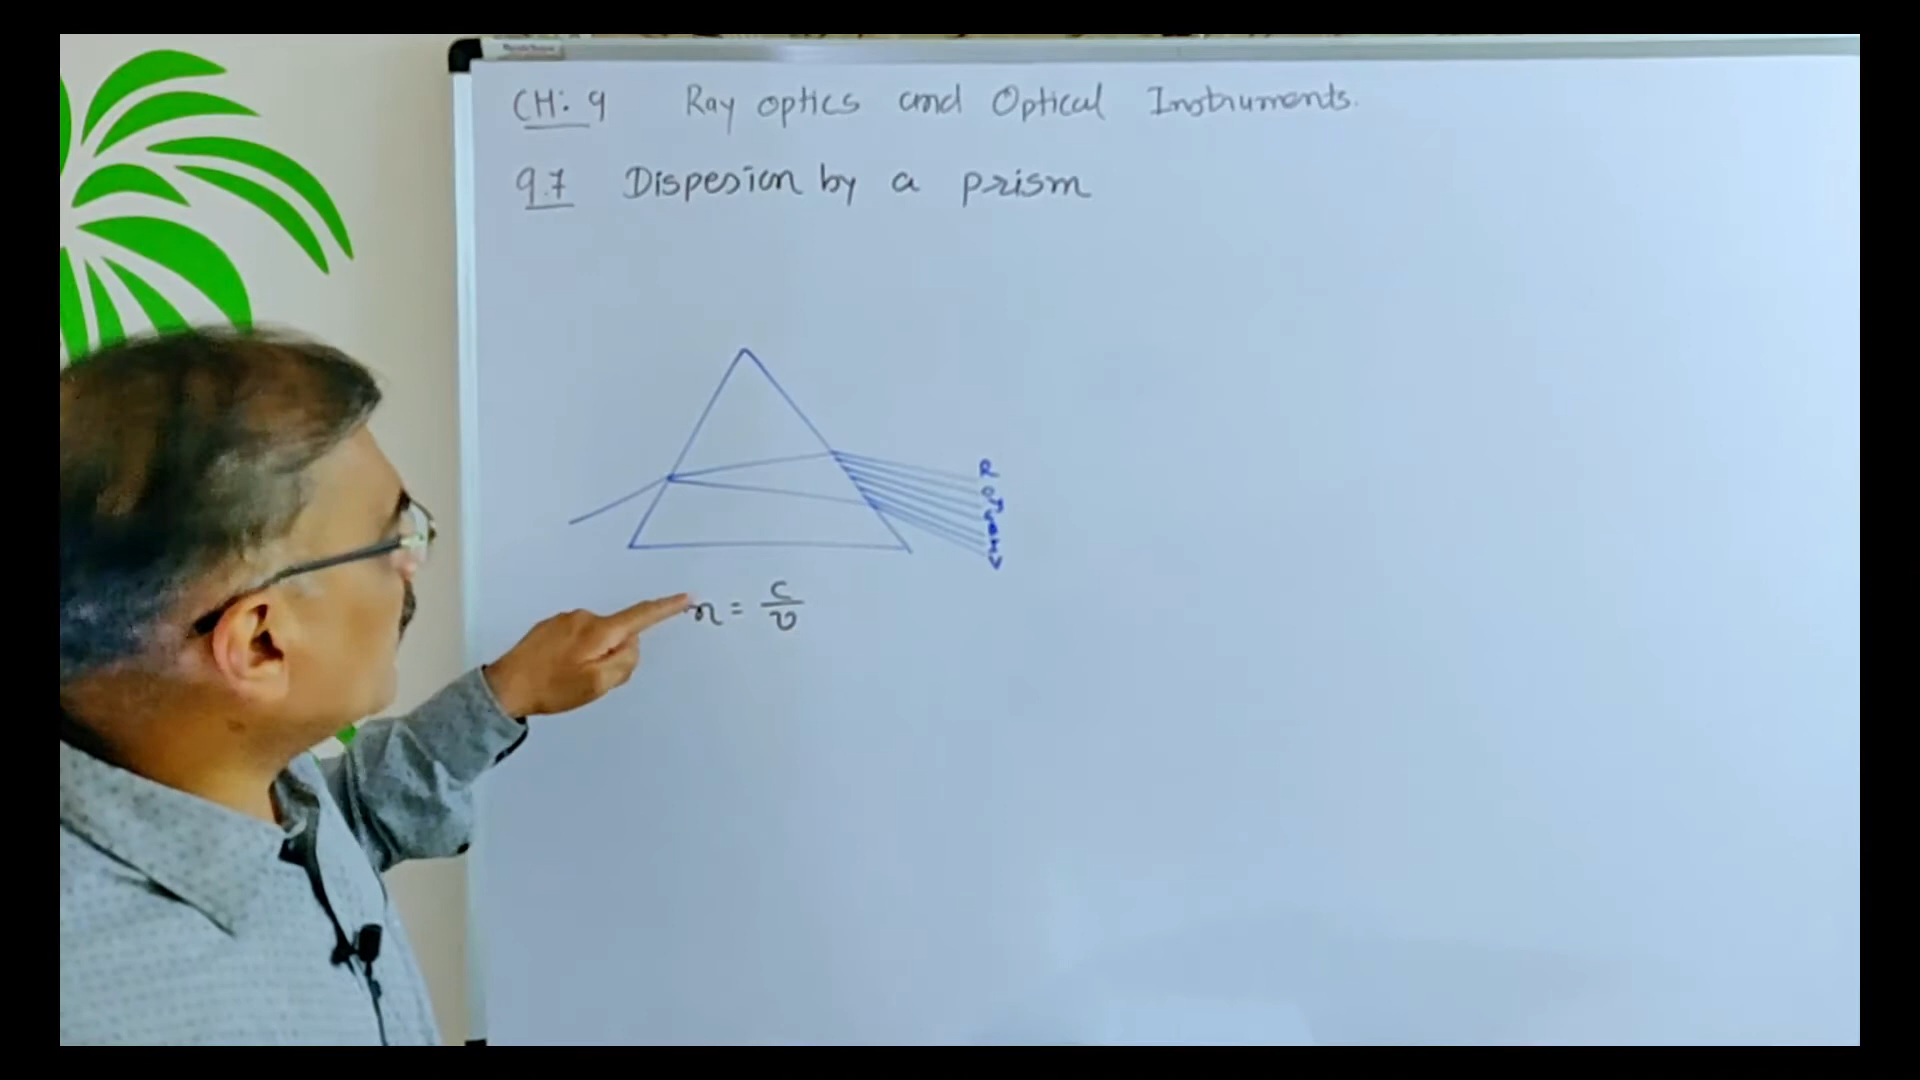 CH: 9 Ray optics and Optical Instruments.
9.7 Dispesion by a prism
R
O
Y
G
B
I
V
n = c/v